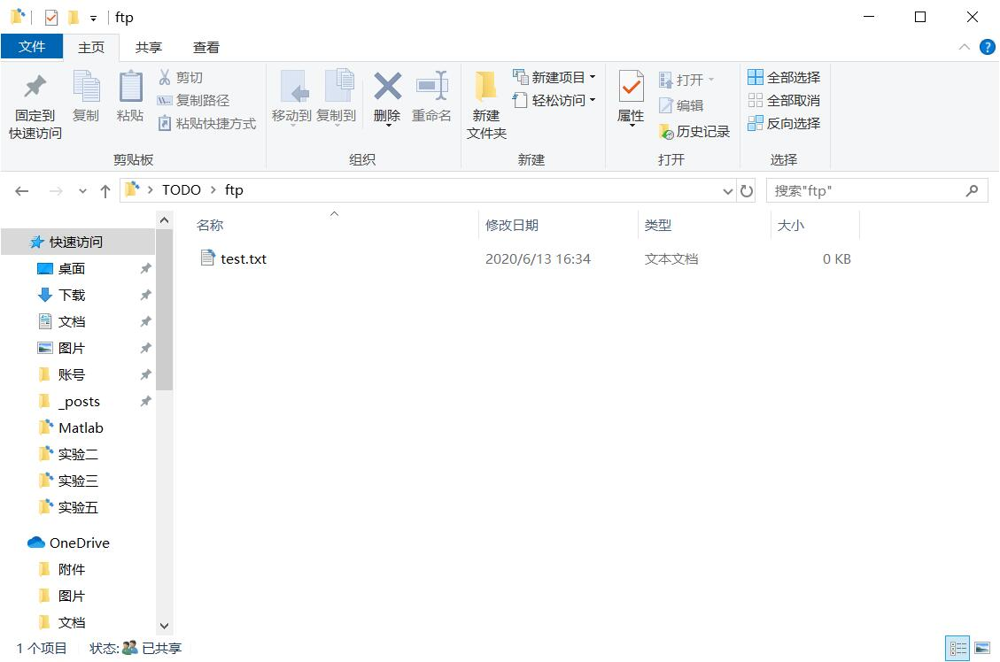 ftp
文件 主页 共享 查看
固定到
快速访问
复制
粘贴
剪切
复制路径
粘贴快捷方式
剪贴板
移动到
复制到
删除
重命名
组织
新建
文件夹
新建项目
轻松访问
新建
属性
打开
编辑
历史记录
打开
全部选择
全部取消
反向选择
选择
TODO ftp
搜索"ftp"
名称 修改日期 类型 大小
test.txt 2020/6/13 16:34 文本文档 0 KB
快速访问
桌面
下载
文档
图片
账号
_posts
Matlab
实验二
实验三
实验五
OneDrive
附件
图片
文档
1 个项目 状态: 已共享